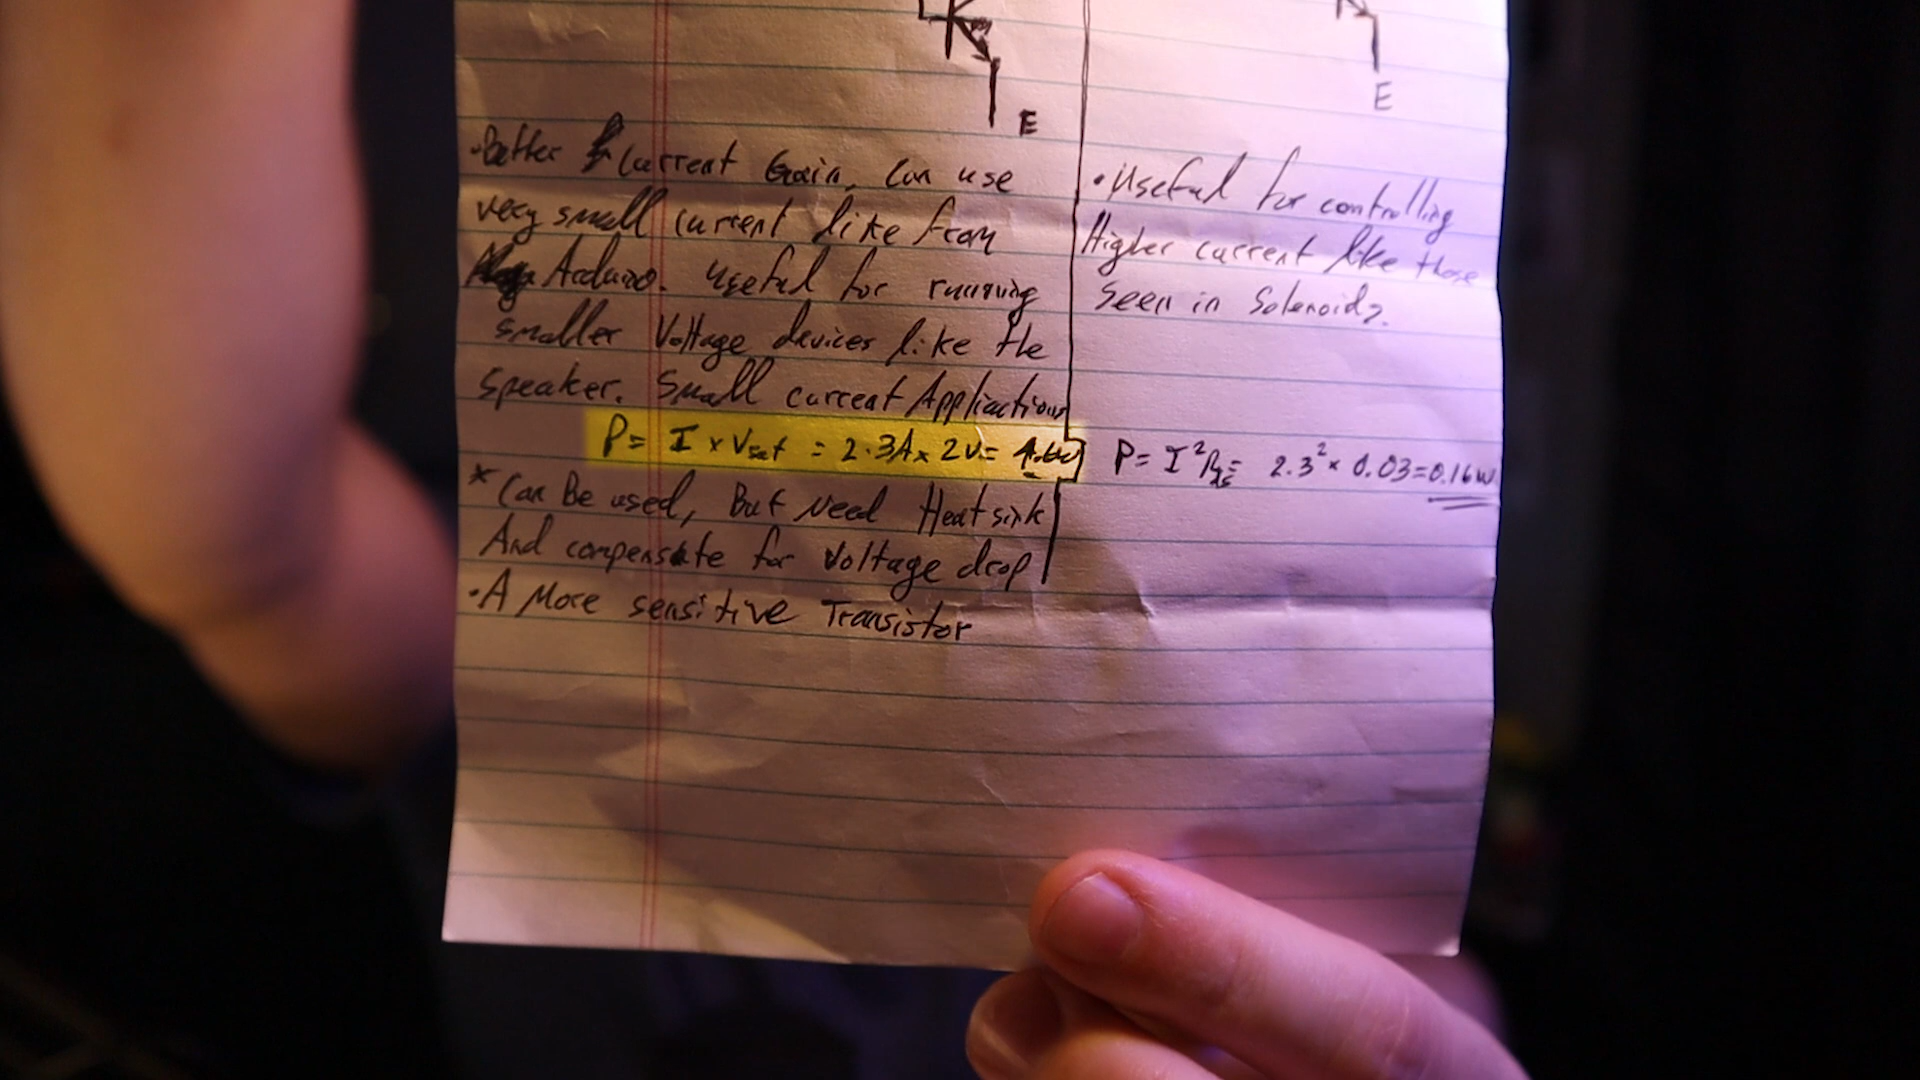 E
E
·Better Current Gain. Can use
very small current like from
Arduino. useful for running
smaller Voltage devices like the
speaker. Small current Applications
P= I x Vsat = 2.3A x 2V=
* Can Be used, But need Heat sink
And compensate for Voltage drop
·A More sensitive Transistor
·Useful for controlling
Higher current like those
seen in Solenoids.
P= I²R = 2.3² x 0.03=0.16W